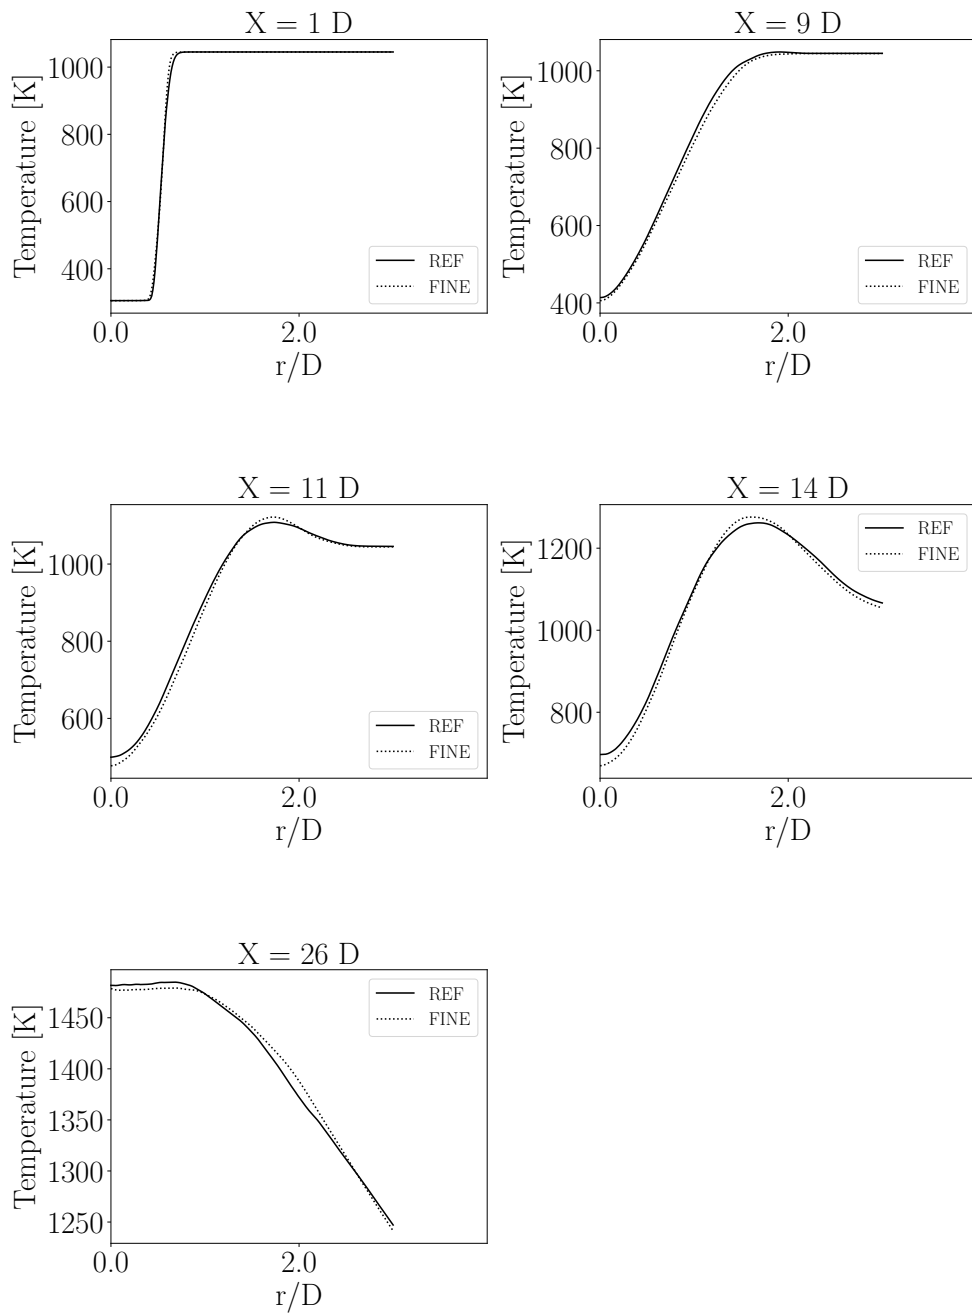 X = 1 D
Temperature [K]
1000
800
600
400
0.0
2.0
r/D
REF
FINE
X = 9 D
Temperature [K]
1000
800
600
400
0.0
2.0
r/D
REF
FINE
X = 11 D
Temperature [K]
1000
800
600
0.0
2.0
r/D
REF
FINE
X = 14 D
Temperature [K]
1200
1000
800
0.0
2.0
r/D
REF
FINE
X = 26 D
Temperature [K]
1450
1400
1350
1300
1250
0.0
2.0
r/D
REF
FINE